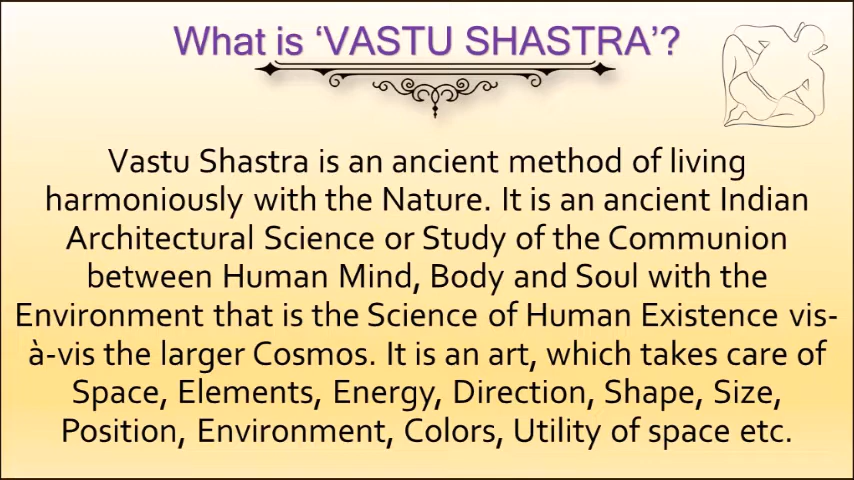 What is ‘VASTU SHASTRA’?
Vastu Shastra is an ancient method of living
harmoniously with the Nature. It is an ancient Indian
Architectural Science or Study of the Communion
between Human Mind, Body and Soul with the
Environment that is the Science of Human Existence vis-
à-vis the larger Cosmos. It is an art, which takes care of
Space, Elements, Energy, Direction, Shape, Size,
Position, Environment, Colors, Utility of space etc.